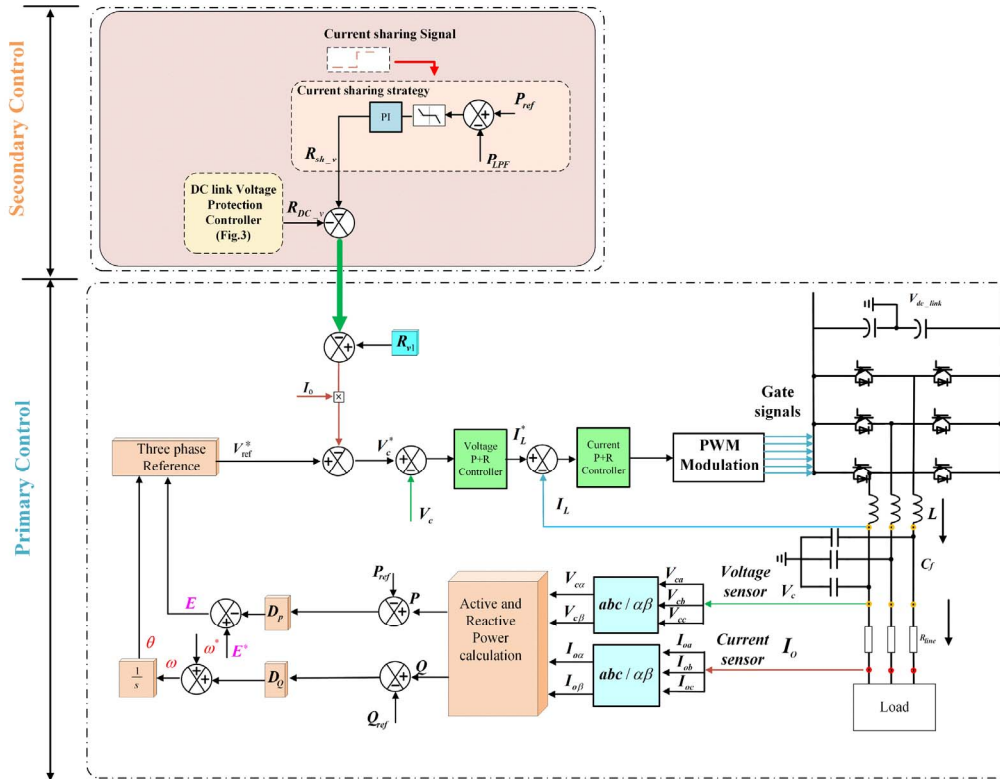 Secondary Control
Current sharing Signal
Current sharing strategy
PI
P_ref
P_LPF
R_sh_v
DC link Voltage
Protection
Controller
(Fig.3)
R_DC_v
Primary Control
R_v1
I_o
×
Three phase
Reference
V*_ref
V*_c
V_c
Voltage
P+R
Controller
I*_L
I_L
Current
P+R
Controller
PWM
Modulation
Gate
signals
V_dc_link
L
C_f
V_c
R_line
Load
Voltage
sensor
Current
sensor
I_O
V_ca
V_cb
V_cc
abc / αβ
V_cα
V_cβ
I_oa
I_ob
I_oc
abc / αβ
I_oα
I_oβ
Active and
Reactive
Power
calculation
P_ref
P
D_p
E
E*
Q
Q_ref
D_Q
ω*
ω
θ
1/s